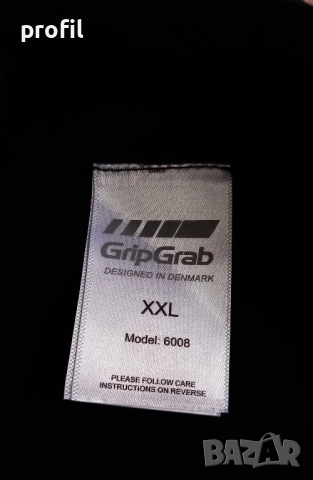 profil
GripGrab
DESIGNED IN DENMARK
XXL
Model: 6008
PLEASE FOLLOW CARE
INSTRUCTIONS ON REVERSE
BAZAR